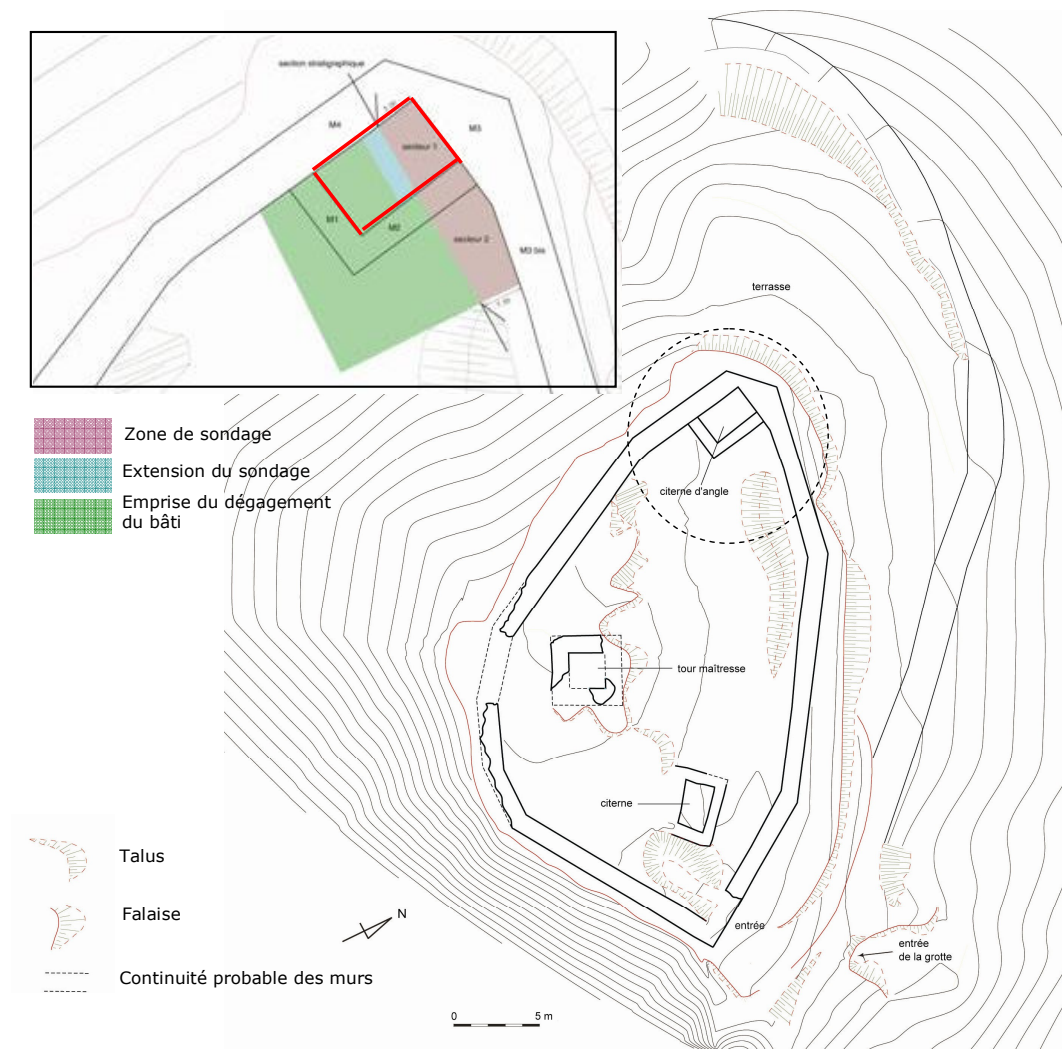 section stratigraphique
M4
1 m
M3
secteur 1
M1
M2
secteur 2
M3 bis
1 m
Zone de sondage
Extension du sondage
Emprise du dégagement
du bâti
terrasse
citerne d'angle
tour maîtresse
citerne
entrée
entrée
de la grotte
Talus
Falaise
N
Continuité probable des murs
0
5 m